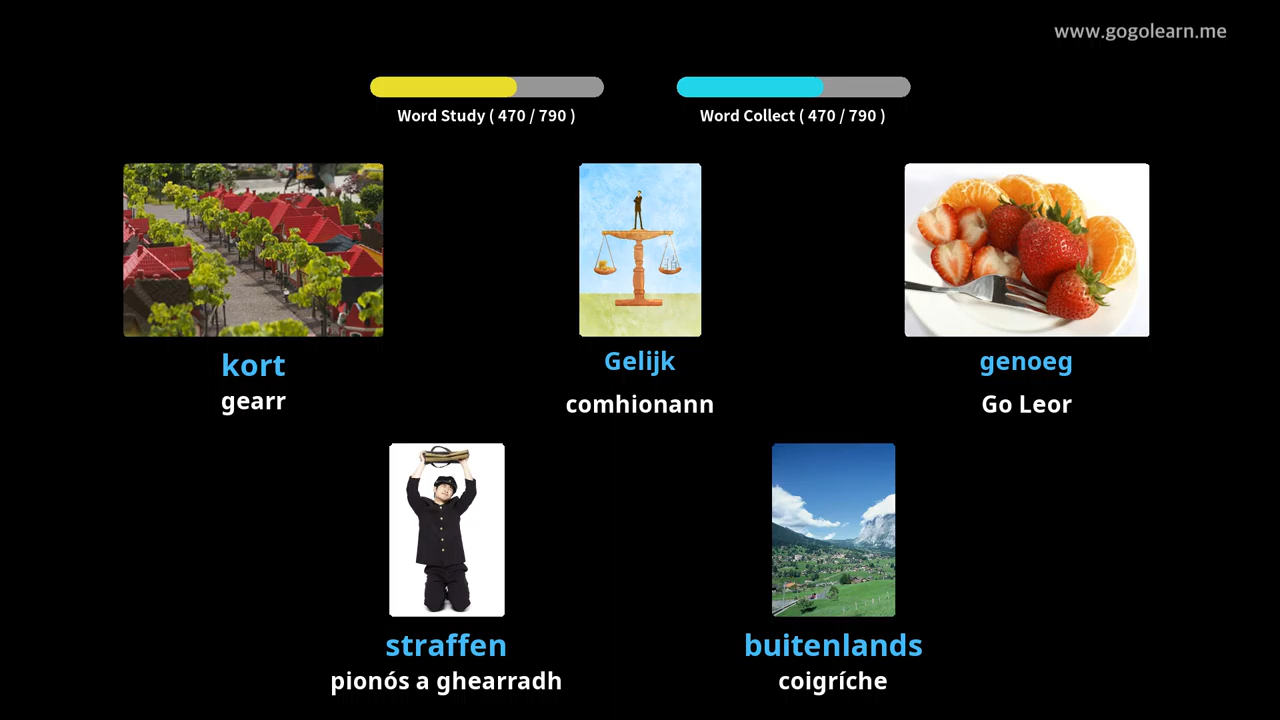 www.gogolearn.me
Word Study ( 470 / 790 )
Word Collect ( 470 / 790 )
kort
gearr
Gelijk
comhionann
genoeg
Go Leor
straffen
pionós a ghearradh
buitenlands
coigríche